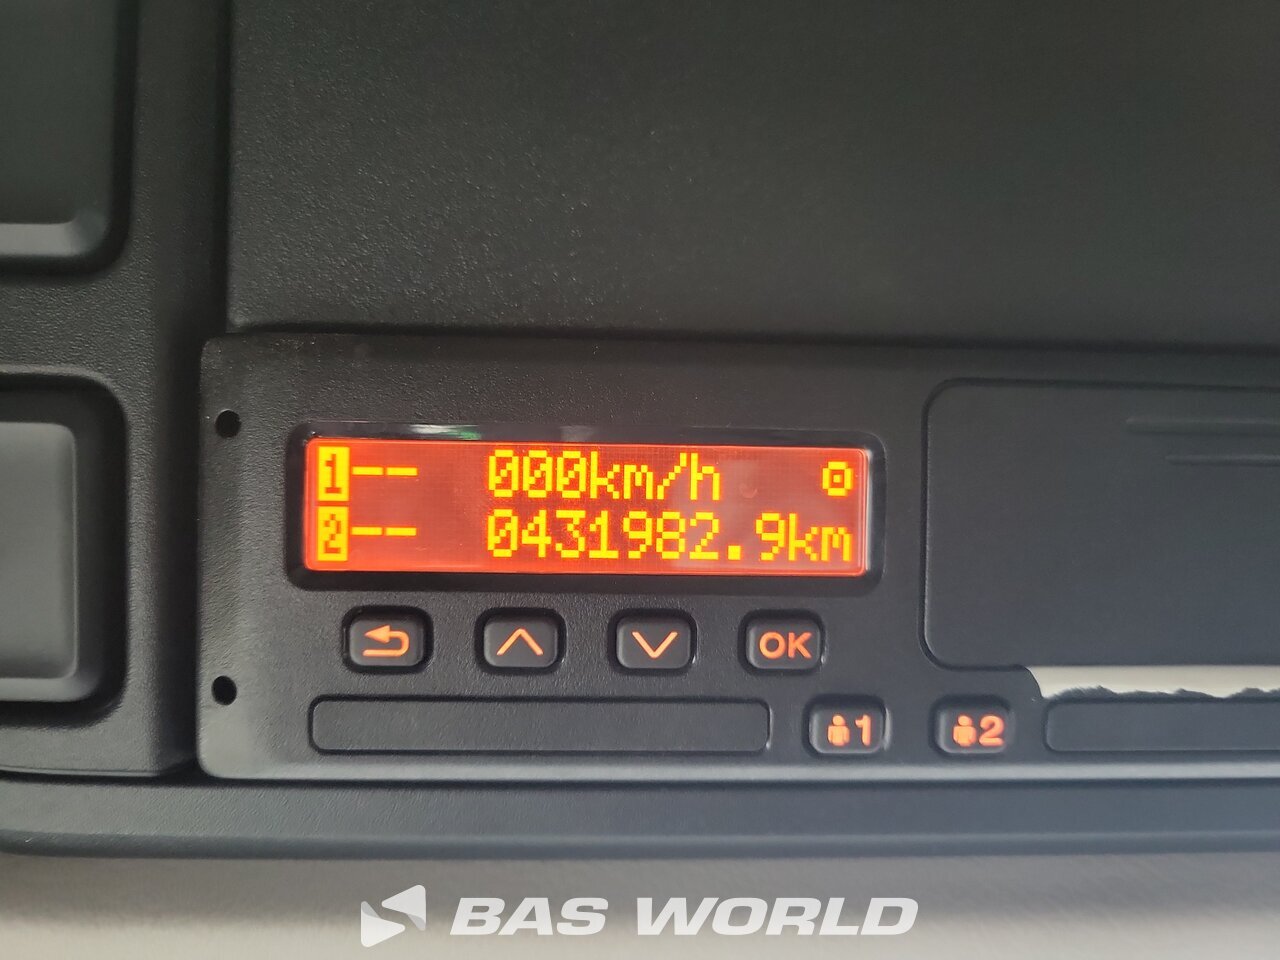 1-- 000km/h
2-- 0431982.9km
OK
1 2
BAS WORLD